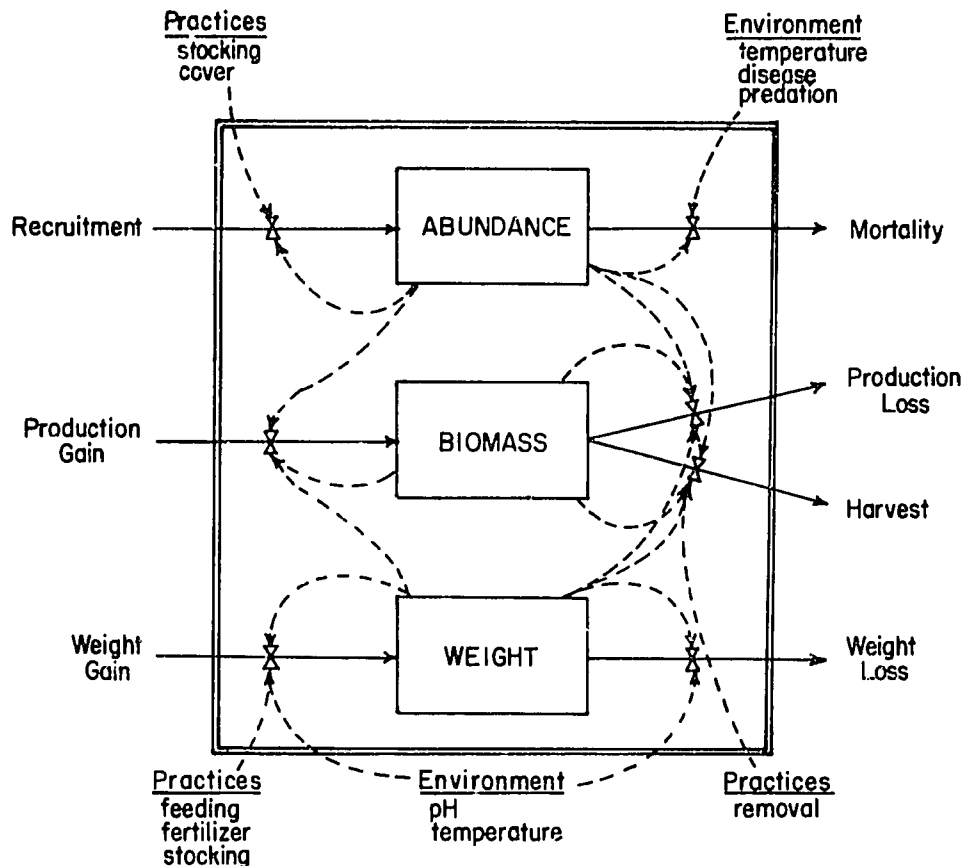 Practices
stocking
cover
Environment
temperature
disease
predation
Recruitment
ABUNDANCE
Mortality
Production
Gain
BIOMASS
Production
Loss
Harvest
Weight
Gain
WEIGHT
Weight
Loss
Practices
feeding
fertilizer
stocking
Environment
pH
temperature
Practices
removal